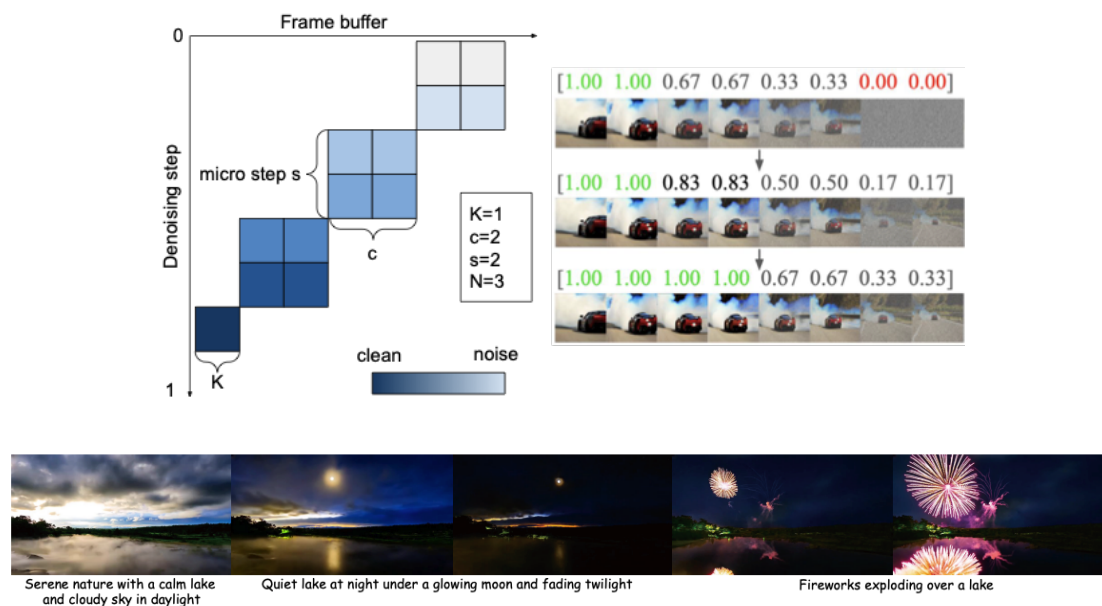 Frame buffer
0
Denoising step
micro step s
c
K=1
c=2
s=2
N=3
K
1
clean noise
[1.00 1.00 0.67 0.67 0.33 0.33 0.00 0.00]
[1.00 1.00 0.83 0.83 0.50 0.50 0.17 0.17]
[1.00 1.00 1.00 1.00 0.67 0.67 0.33 0.33]
Serene nature with a calm lake
and cloudy sky in daylight
Quiet lake at night under a glowing moon and fading twilight
Fireworks exploding over a lake